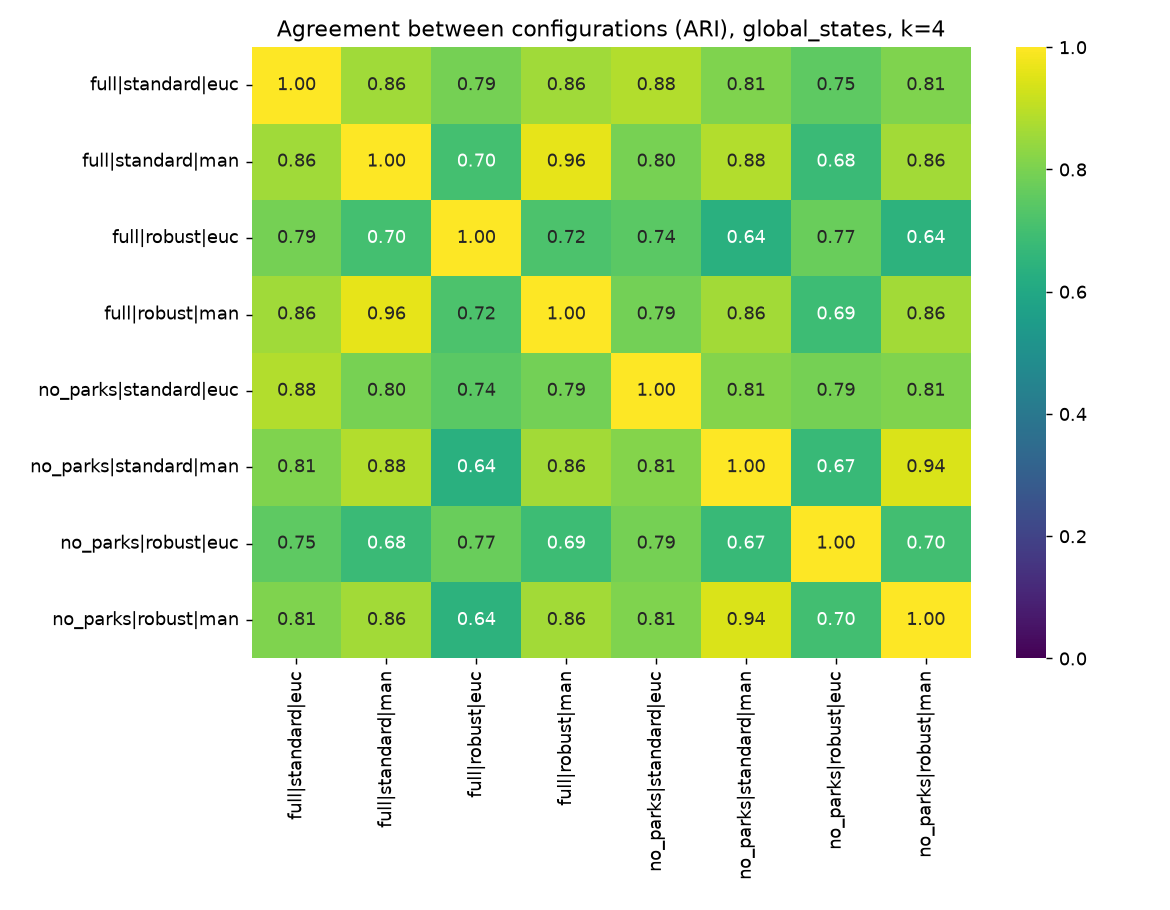 Agreement between configurations (ARI), global_states, k=4
full|standard|euc 1.00 0.86 0.79 0.86 0.88 0.81 0.75 0.81
full|standard|man 0.86 1.00 0.70 0.96 0.80 0.88 0.68 0.86
full|robust|euc 0.79 0.70 1.00 0.72 0.74 0.64 0.77 0.64
full|robust|man 0.86 0.96 0.72 1.00 0.79 0.86 0.69 0.86
no_parks|standard|euc 0.88 0.80 0.74 0.79 1.00 0.81 0.79 0.81
no_parks|standard|man 0.81 0.88 0.64 0.86 0.81 1.00 0.67 0.94
no_parks|robust|euc 0.75 0.68 0.77 0.69 0.79 0.67 1.00 0.70
no_parks|robust|man 0.81 0.86 0.64 0.86 0.81 0.94 0.70 1.00
full|standard|euc
full|standard|man
full|robust|euc
full|robust|man
no_parks|standard|euc
no_parks|standard|man
no_parks|robust|euc
no_parks|robust|man
1.0
0.8
0.6
0.4
0.2
0.0